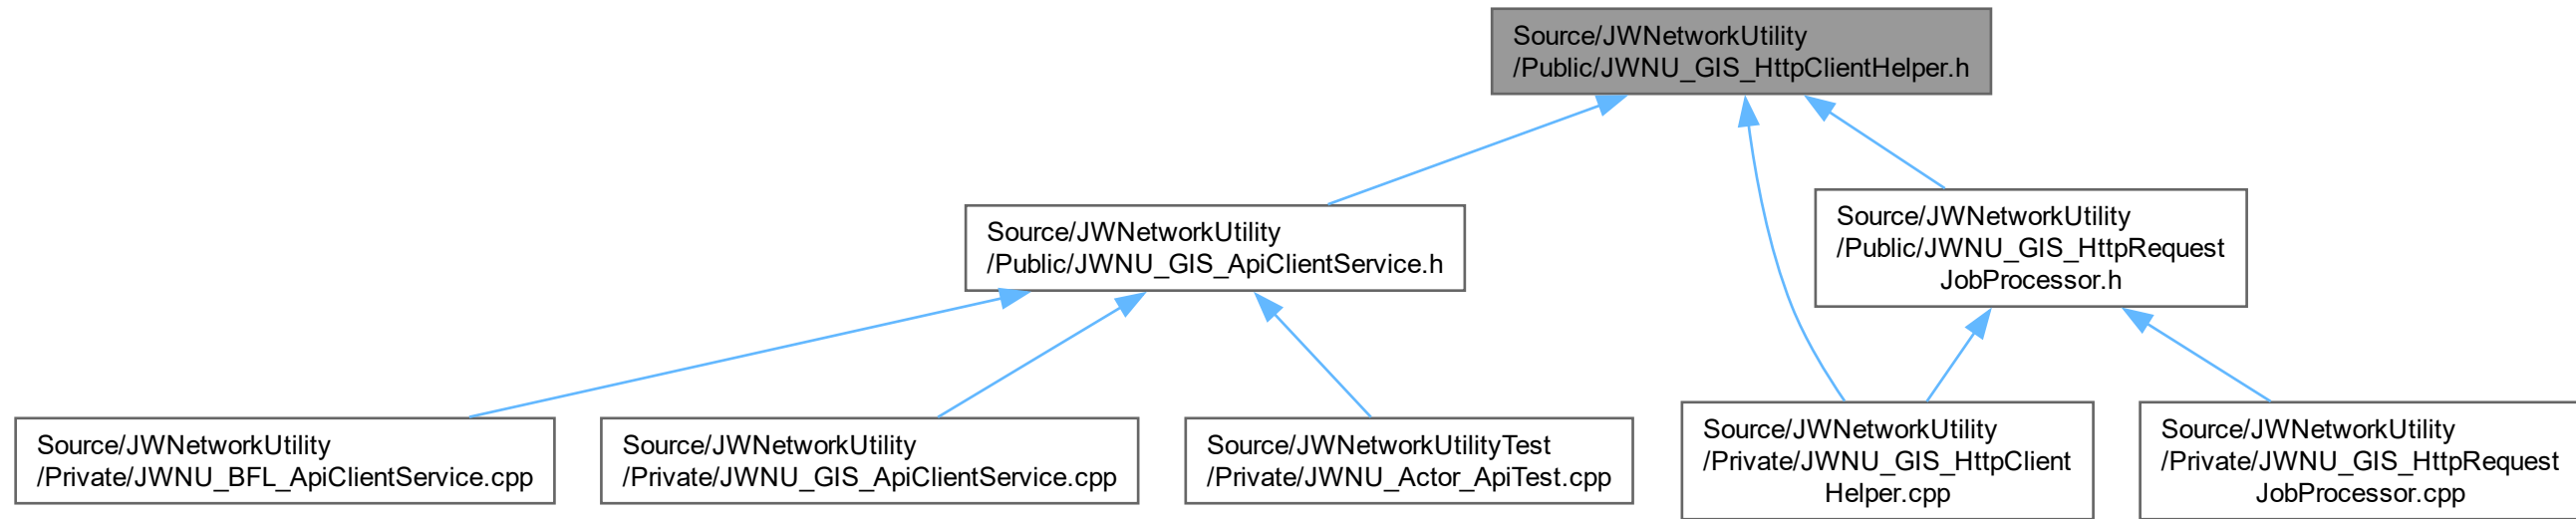 Source/JWNetworkUtility
/Public/JWNU_GIS_HttpClientHelper.h
Source/JWNetworkUtility
/Public/JWNU_GIS_ApiClientService.h
Source/JWNetworkUtility
/Public/JWNU_GIS_HttpRequest
JobProcessor.h
Source/JWNetworkUtility
/Private/JWNU_BFL_ApiClientService.cpp
Source/JWNetworkUtility
/Private/JWNU_GIS_ApiClientService.cpp
Source/JWNetworkUtilityTest
/Private/JWNU_Actor_ApiTest.cpp
Source/JWNetworkUtility
/Private/JWNU_GIS_HttpClient
Helper.cpp
Source/JWNetworkUtility
/Private/JWNU_GIS_HttpRequest
JobProcessor.cpp